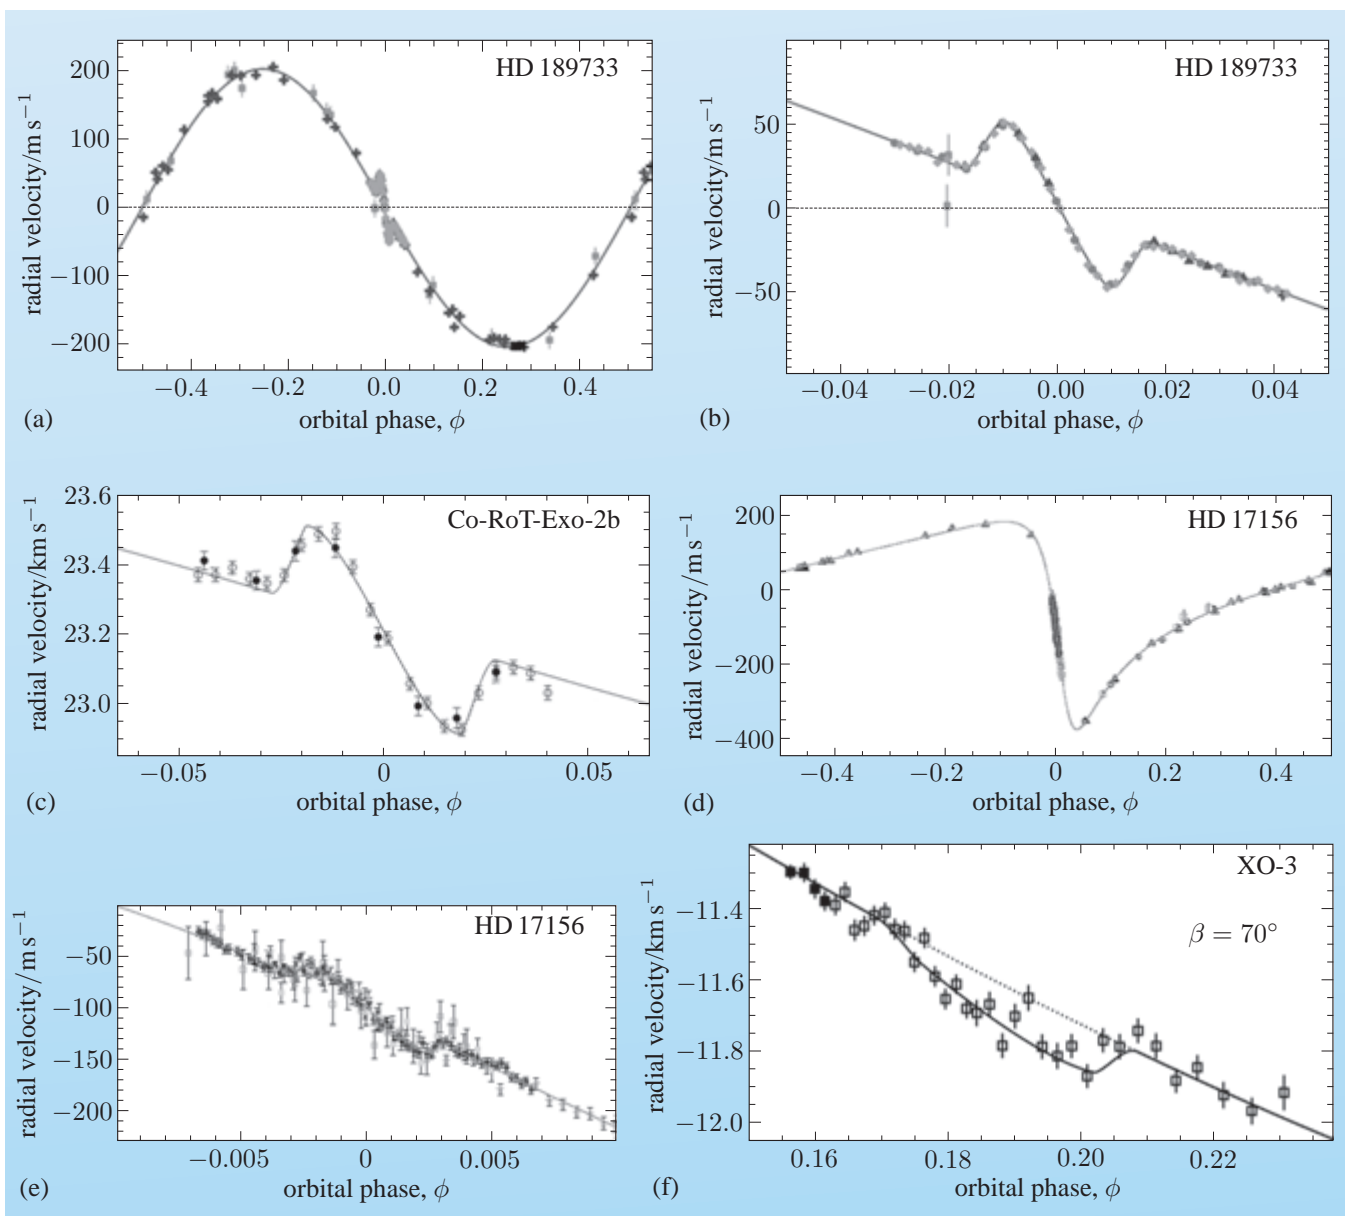 HD 189733
200
100
0
−100
−200
radial velocity/m s⁻¹
−0.4 −0.2 0.0 0.2 0.4
orbital phase, ϕ
(a)
HD 189733
50
0
−50
radial velocity/m s⁻¹
−0.04 −0.02 0.00 0.02 0.04
orbital phase, ϕ
(b)
Co-RoT-Exo-2b
23.6
23.4
23.2
23.0
radial velocity/km s⁻¹
−0.05 0 0.05
orbital phase, ϕ
(c)
HD 17156
200
0
−200
−400
radial velocity/m s⁻¹
−0.4 −0.2 0 0.2 0.4
orbital phase, ϕ
(d)
HD 17156
−50
−100
−150
−200
radial velocity/m s⁻¹
−0.005 0 0.005
orbital phase, ϕ
(e)
XO-3
β = 70°
−11.4
−11.6
−11.8
−12.0
radial velocity/km s⁻¹
0.16 0.18 0.20 0.22
orbital phase, ϕ
(f)